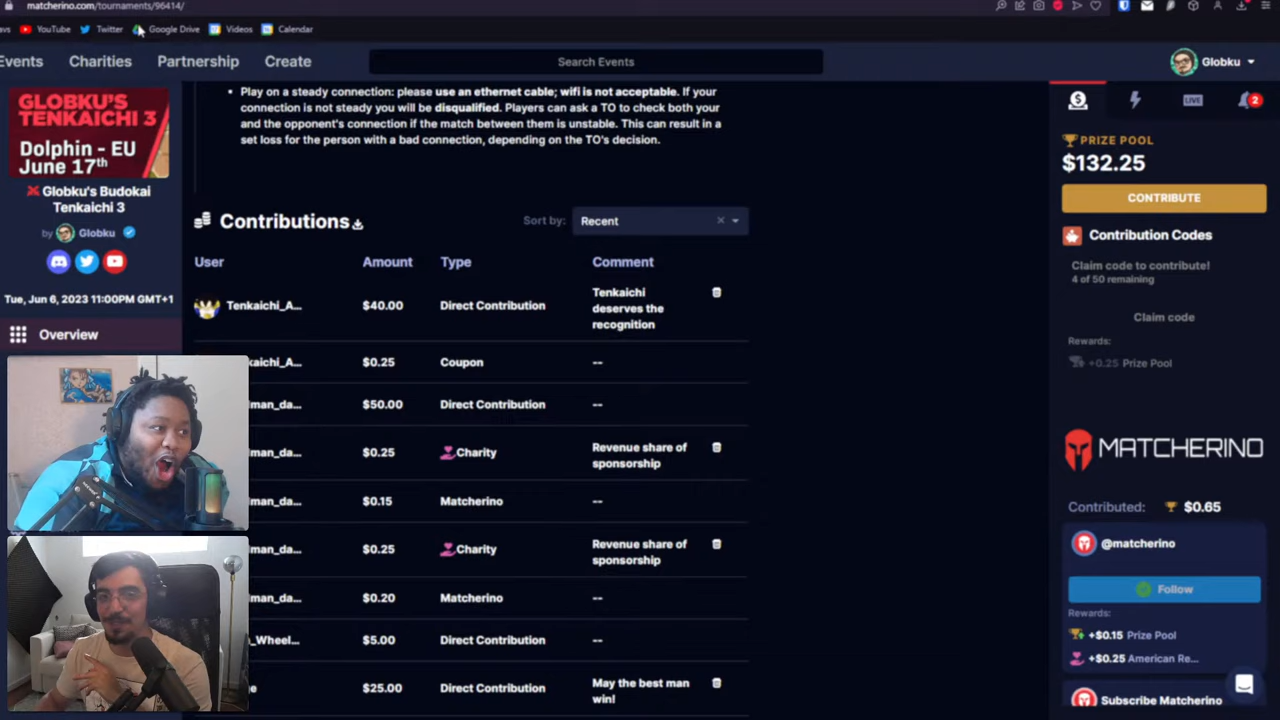 matcherino.com/tournaments/96414/
YouTube
Twitter
Google Drive
Videos
Calendar
Events
Charities
Partnership
Create
Search Events
Globku
GLOBKU'S
TENKAICHI 3
Dolphin - EU
June 17th
Globku's Budokai
Tenkaichi 3
by Globku
Tue, Jun 6, 2023 11:00PM GMT+1
Overview
• Play on a steady connection: please use an ethernet cable; wifi is not acceptable. If your
connection is not steady you will be disqualified. Players can ask a TO to check both your
and the opponent's connection if the match between them is unstable. This can result in a
set loss for the person with a bad connection, depending on the TO's decision.
Contributions
Sort by:
Recent
User Amount Type Comment
Tenkaichi_A... $40.00 Direct Contribution Tenkaichi
deserves the
recognition
kaichi_A... $0.25 Coupon --
lman_da... $50.00 Direct Contribution --
lman_da... $0.25 Charity Revenue share of
sponsorship
lman_da... $0.15 Matcherino --
lman_da... $0.25 Charity Revenue share of
sponsorship
lman_da... $0.20 Matcherino --
_Wheel... $5.00 Direct Contribution --
$25.00 Direct Contribution May the best man
win!
LIVE
2
PRIZE POOL
$132.25
CONTRIBUTE
Contribution Codes
Claim code to contribute!
4 of 50 remaining
Claim code
Rewards:
+0.25 Prize Pool
MATCHERINO
Contributed: $0.65
@matcherino
Follow
Rewards:
+$0.15 Prize Pool
+$0.25 American Re...
Subscribe Matcherino